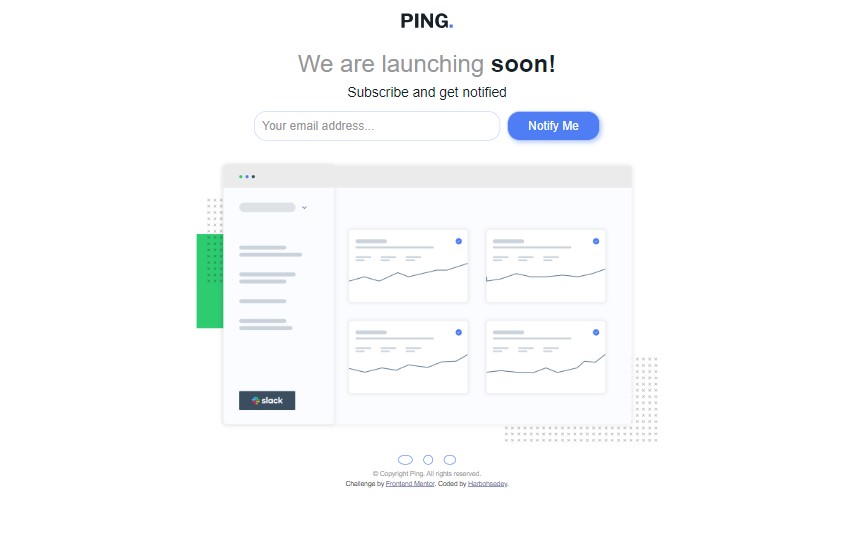 PING.
We are launching soon!
Subscribe and get notified
Your email address...
Notify Me
slack
© Copyright Ping. All rights reserved.
Challenge by Frontend Mentor. Coded by Harbohsedey.